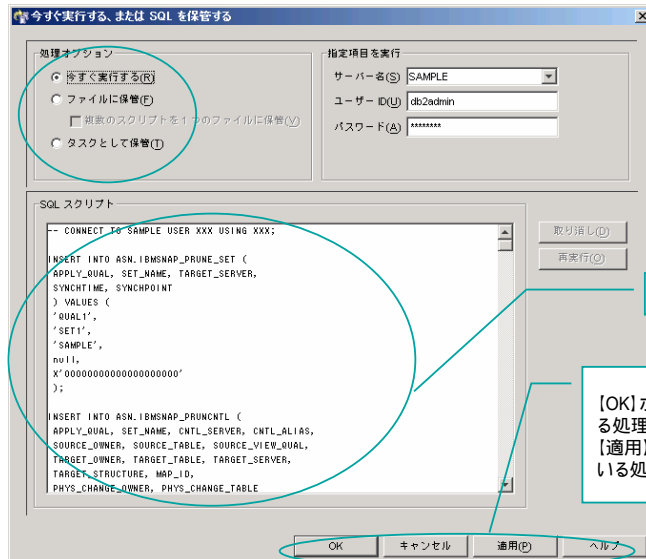 今すぐ実行する、または SQL を保管する
処理オプション
今すぐ実行する(R)
ファイルに保管(F)
複数のスクリプトを１つのファイルに保管(V)
タスクとして保管(T)
指定項目を実行
サーバー名(S) SAMPLE
ユーザー ID(U) db2admin
パスワード(A) ********
SQL スクリプト
-- CONNECT TO SAMPLE USER XXX USING XXX;
INSERT INTO ASN.IBMSNAP_PRUNE_SET (
APPLY_QUAL, SET_NAME, TARGET_SERVER,
SYNCHTIME, SYNCHPOINT
) VALUES (
'QUAL1',
'SET1',
'SAMPLE',
null,
X'00000000000000000000'
);
INSERT INTO ASN.IBMSNAP_PRUNCNTL (
APPLY_QUAL, SET_NAME, CNTL_SERVER, CNTL_ALIAS,
SOURCE_OWNER, SOURCE_TABLE, SOURCE_VIEW_QUAL,
TARGET_OWNER, TARGET_TABLE, TARGET_SERVER,
TARGET_STRUCTURE, MAP_ID,
PHYS_CHANGE_OWNER, PHYS_CHANGE_TABLE
取り消し(D)
再実行(O)
【OK】
る処理
【適用】
いる処
OK キャンセル 適用(P) ヘルプ